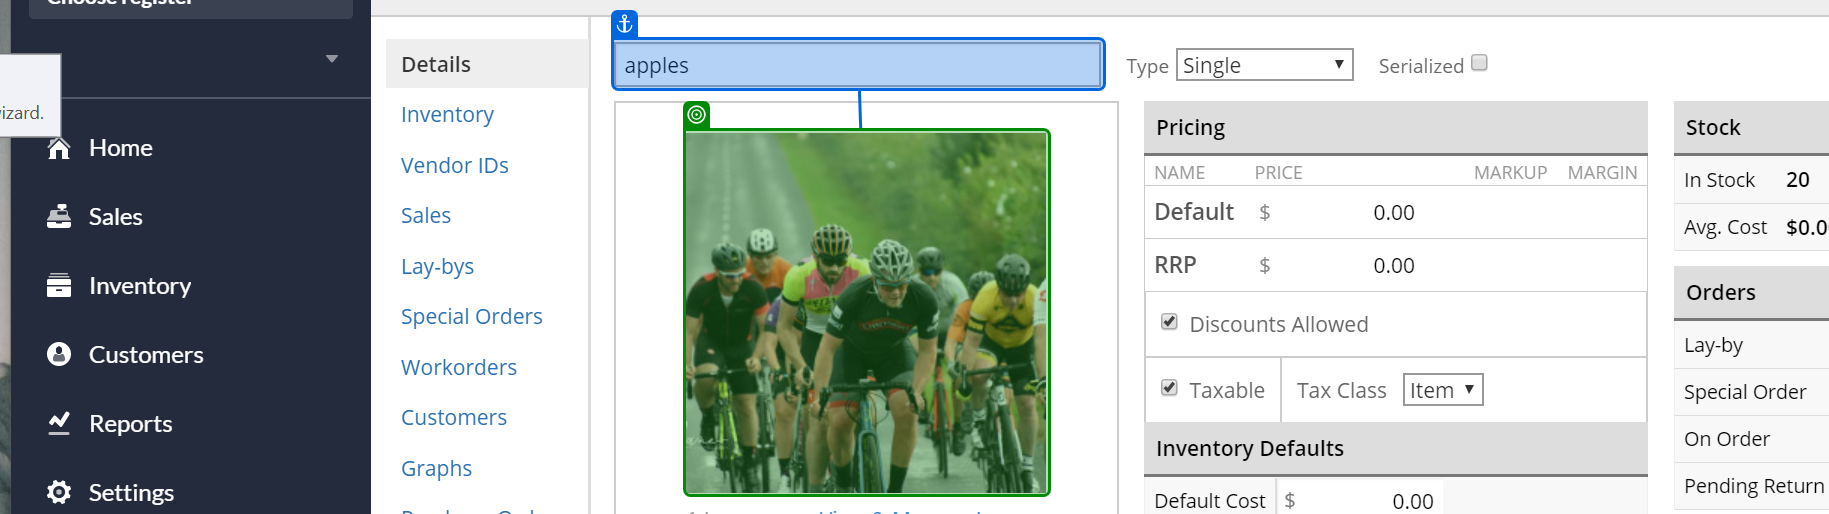 Choose register
izard.
Home
Sales
Inventory
Customers
Reports
Settings
Details
Inventory
Vendor IDs
Sales
Lay-bys
Special Orders
Workorders
Customers
Graphs
apples
Type Single Serialized
Pricing
NAME PRICE MARKUP MARGIN
Default $ 0.00
RRP $ 0.00
Discounts Allowed
Taxable Tax Class Item
Inventory Defaults
Default Cost $ 0.00
Stock
In Stock 20
Avg. Cost $0.0
Orders
Lay-by
Special Order
On Order
Pending Return